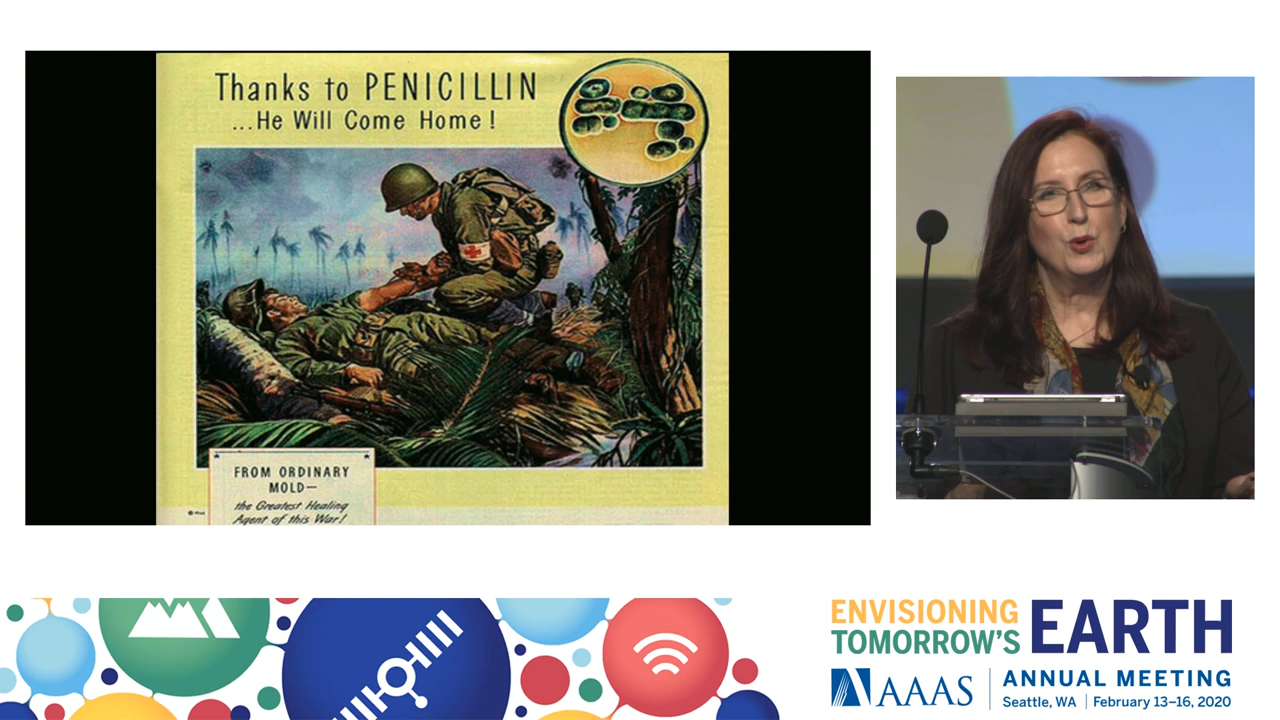 Thanks to PENICILLIN
...He Will Come Home!
FROM ORDINARY
MOLD—
the Greatest Healing
Agent of this War!
ENVISIONING
TOMORROW'S
EARTH
AAAS
ANNUAL MEETING
Seattle, WA | February 13–16, 2020